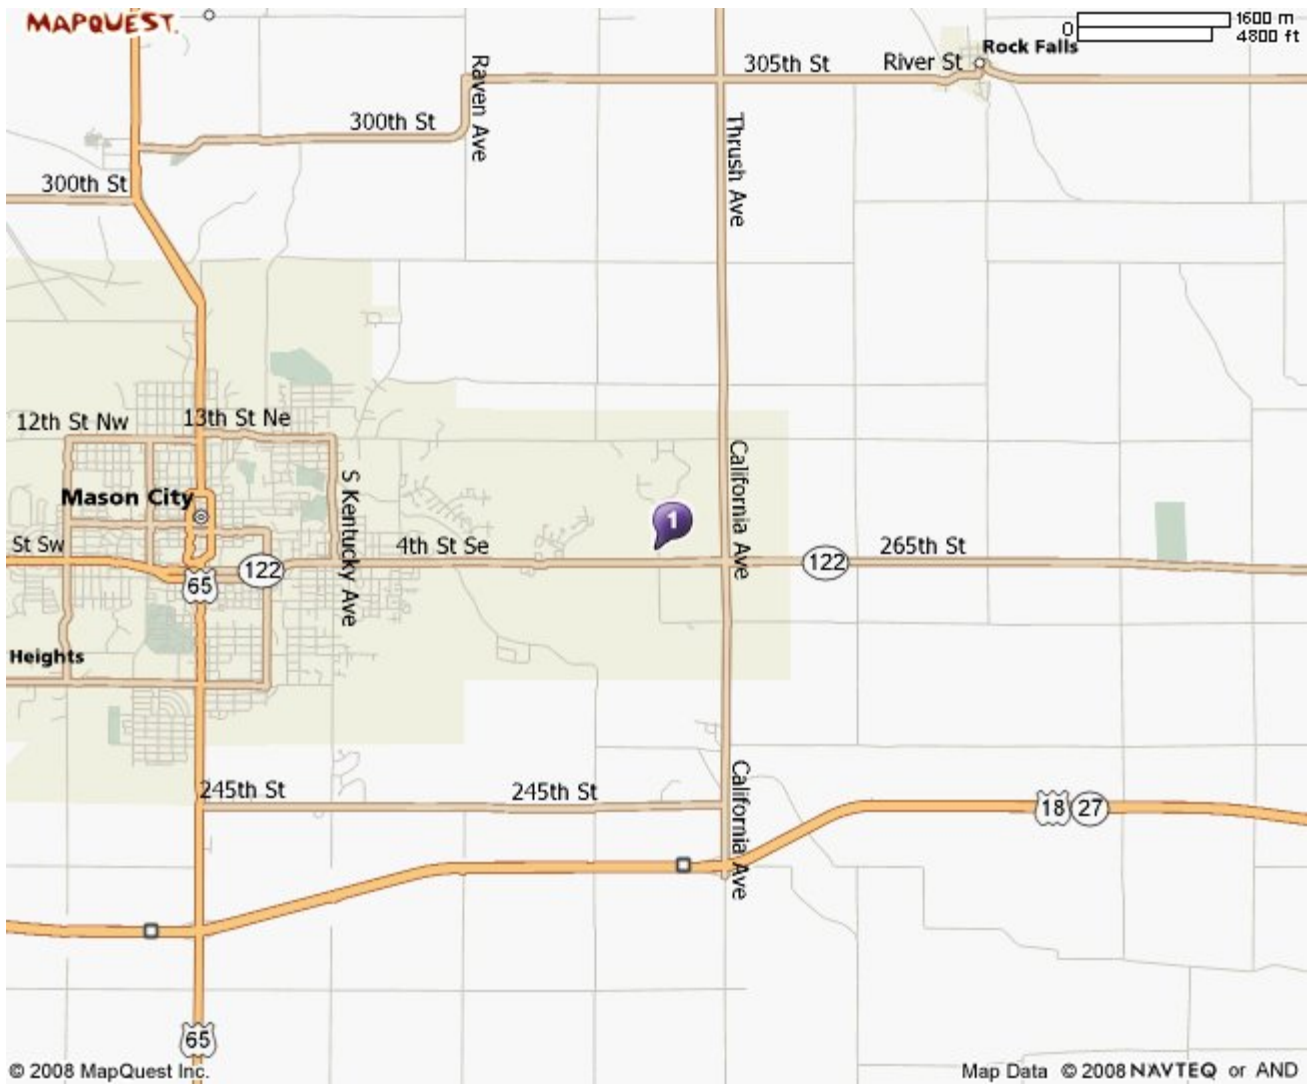 MAPQUEST.
1600 m
0
4800 ft
Rock Falls
305th St
River St
Raven Ave
300th St
Thrush Ave
300th St
12th St Nw
13th St Ne
California Ave
S Kentucky Ave
Mason City
1
St Sw
4th St Se
265th St
122
122
65
Heights
245th St
245th St
California Ave
18
27
65
© 2008 MapQuest Inc.
Map Data © 2008 NAVTEQ or AND